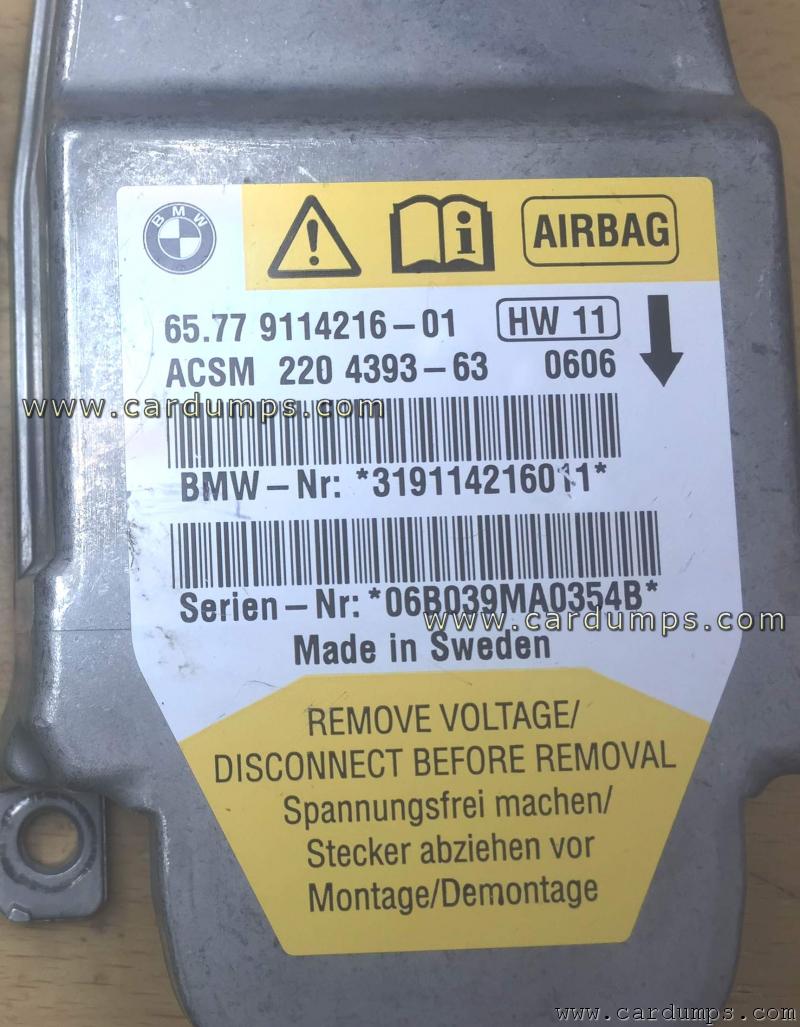 BMW
AIRBAG
65.77 9114216-01 HW 11
ACSM 220 4393-63 0606
www.cardumps.com
BMW-Nr: *319114216011*
Serien-Nr: *06B039MA0354B*
www.cardumps.com
Made in Sweden
REMOVE VOLTAGE/
DISCONNECT BEFORE REMOVAL
Spannungsfrei machen/
Stecker abziehen vor
Montage/Demontage
www.cardumps.com